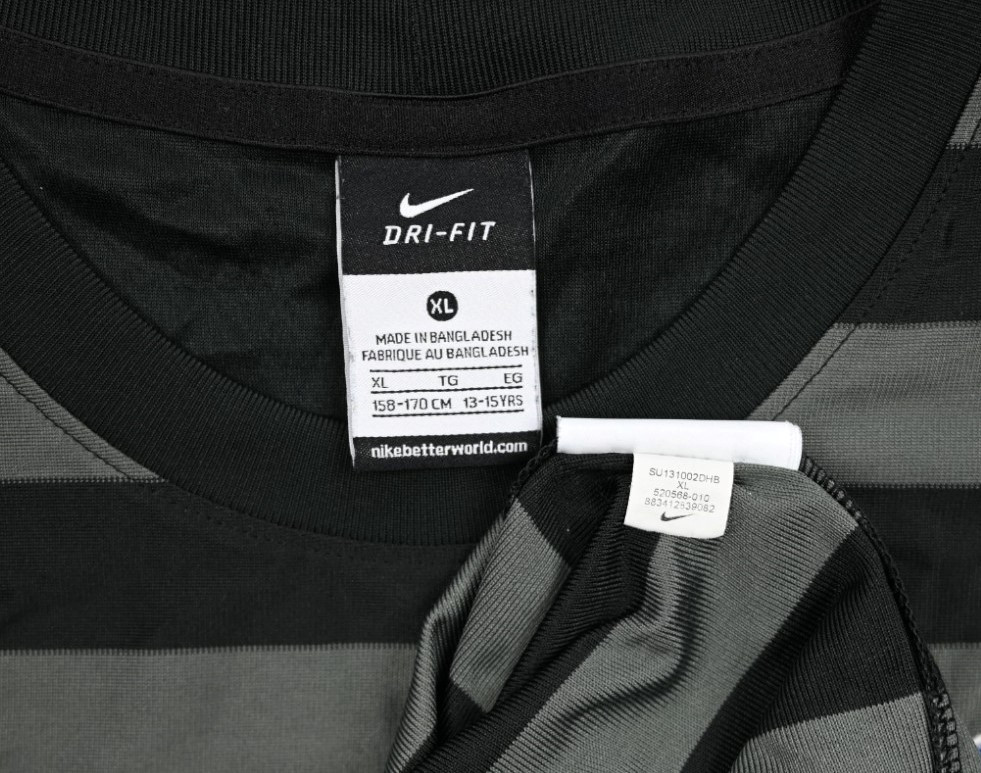 DRI-FIT
XL
MADE IN BANGLADESH
FABRIQUE AU BANGLADESH
XL TG EG
158-170 CM 13-15YRS
nikebetterworld.com
SU131002DHB
XL
520568-010
883412839082